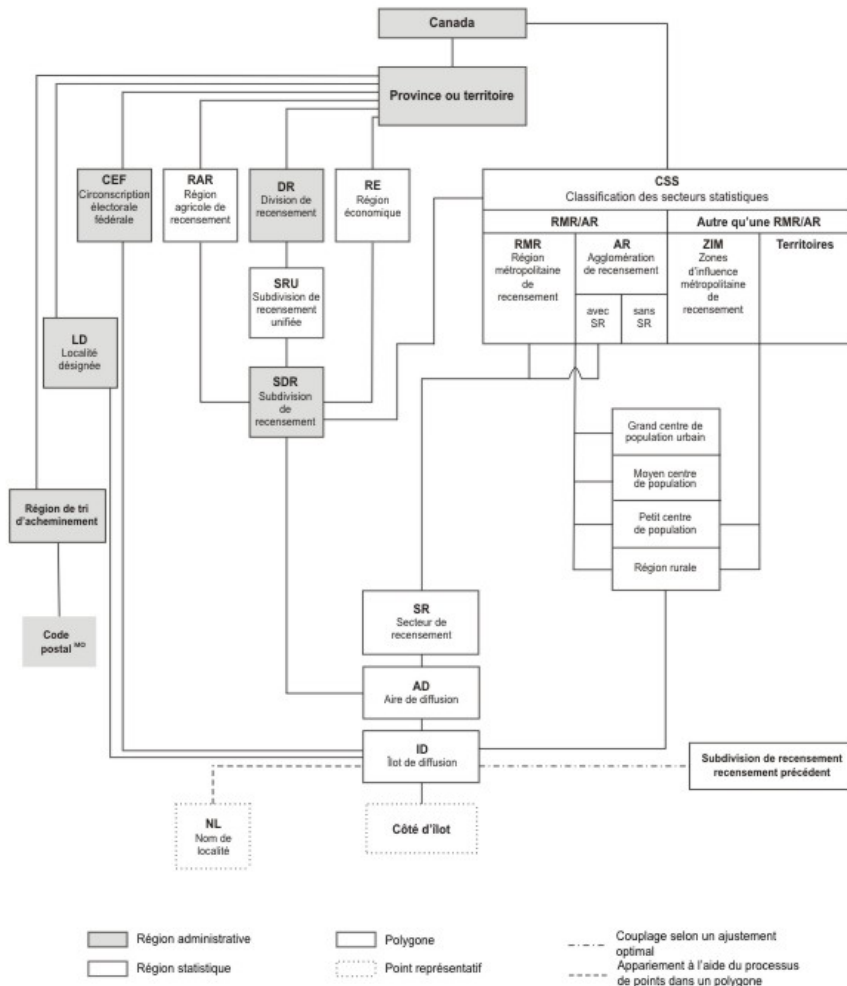 Canada
Province ou territoire
CEF
Circonscription
électorale
fédérale
RAR
Région
agricole de
recensement
DR
Division de
recensement
RE
Région
économique
CSS
Classification des secteurs statistiques
RMR/AR
Autre qu'une RMR/AR
RMR
Région
métropolitaine
de
recensement
AR
Agglomération
de recensement
avec
SR
sans
SR
ZIM
Zones
d'influence
métropolitaine
de
recensement
Territoires
SRU
Subdivision de
recensement
unifiée
LD
Localité
désignée
SDR
Subdivision
de
recensement
Grand centre de
population urbain
Moyen centre
de population
Petit centre
de population
Région rurale
Région de tri
d'acheminement
Code
postal MO
SR
Secteur de
recensement
AD
Aire de diffusion
ID
Îlot de diffusion
Subdivision de recensement
recensement précédent
NL
Nom de
localité
Côté d'îlot
Région administrative
Région statistique
Polygone
Point représentatif
Couplage selon un ajustement
optimal
Appariement à l'aide du processus
de points dans un polygone